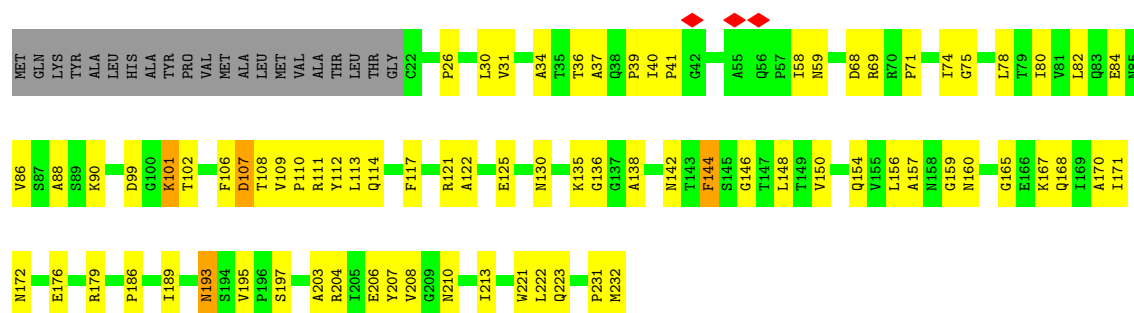 MET GLN LYS TYR ALA LEU HIS ALA TYR PRO VAL MET ALA LEU MET VAL ALA THR LEU THR GLY C22 P26 L30 V31 A34 T35 T36 A37 Q38 P39 I40 P41 G42 A55 Q56 P57 I58 N59 D68 R69 R70 P71 I74 G75 L78 T79 I80 V81 L82 Q83 E84 N85
V86 S87 S88 A88 S89 K90 D99 G100 K101 T102 F106 D107 T108 V109 P110 R111 Y112 L113 Q114 F117 R121 A122 E125 N130 K135 G136 G137 A138 N142 T143 F144 S145 G146 T147 L148 T149 V150 Q154 V155 L156 A157 N158 G159 N160 G165 E166 K167 Q168 I169 A170 I171
N172 E176 R179 P186 I189 N193 S194 V195 P196 S197 A203 R204 I205 E206 Y207 V208 G209 N210 I213 W221 L222 Q223 P231 M232